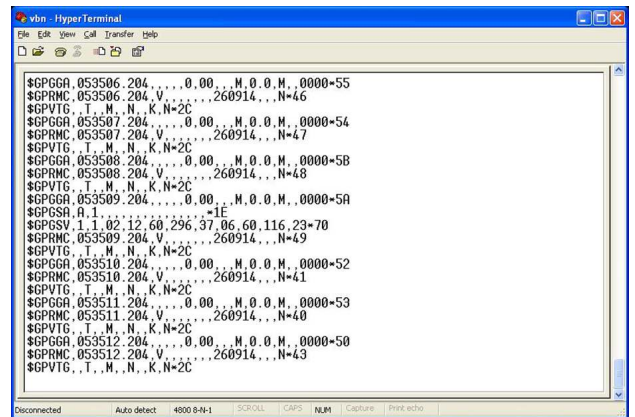 vbn - HyperTerminal
File Edit View Call Transfer Help
$GPGGA,053506.204,,,,,0,00,,,M,0.0,M,,0000*55
$GPRMC,053506.204,V,,,,,,,260914,,,N*46
$GPVTG,,T,,M,,N,,K,N*2C
$GPGGA,053507.204,,,,,0,00,,,M,0.0,M,,0000*54
$GPRMC,053507.204,V,,,,,,,260914,,,N*47
$GPVTG,,T,,M,,N,,K,N*2C
$GPGGA,053508.204,,,,,0,00,,,M,0.0,M,,0000*5B
$GPRMC,053508.204,V,,,,,,,260914,,,N*48
$GPVTG,,T,,M,,N,,K,N*2C
$GPGGA,053509.204,,,,,0,00,,,M,0.0,M,,0000*5A
$GPGSA,A,1,,,,,,,,,,,,,,,*1E
$GPGSV,1,1,02,12,60,296,37,06,60,116,23*70
$GPRMC,053509.204,V,,,,,,,260914,,,N*49
$GPVTG,,T,,M,,N,,K,N*2C
$GPGGA,053510.204,,,,,0,00,,,M,0.0,M,,0000*52
$GPRMC,053510.204,V,,,,,,,260914,,,N*41
$GPVTG,,T,,M,,N,,K,N*2C
$GPGGA,053511.204,,,,,0,00,,,M,0.0,M,,0000*53
$GPRMC,053511.204,V,,,,,,,260914,,,N*40
$GPVTG,,T,,M,,N,,K,N*2C
$GPGGA,053512.204,,,,,0,00,,,M,0.0,M,,0000*50
$GPRMC,053512.204,V,,,,,,,260914,,,N*43
$GPVTG,,T,,M,,N,,K,N*2C
Disconnected Auto detect 4800 8-N-1 SCROLL CAPS NUM Capture Print echo